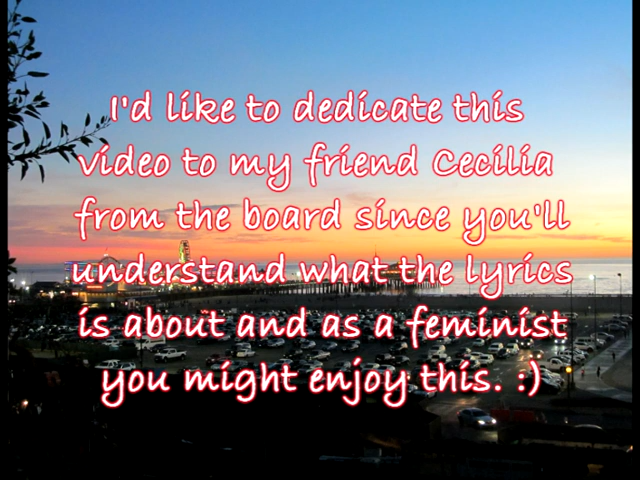 I'd like to dedicate this
video to my friend Cecilia
from the board since you'll
understand what the lyrics
is about and as a feminist
you might enjoy this. :)